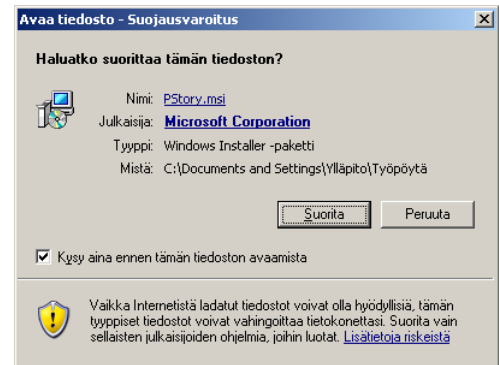 Avaa tiedosto - Suojausvaroitus
Haluatko suorittaa tämän tiedoston?
Nimi: PStory.msi
Julkaisija: Microsoft Corporation
Tyyppi: Windows Installer -paketti
Mistä: C:\Documents and Settings\Ylläpito\Työpöytä
Suorita Peruuta
Kysy aina ennen tämän tiedoston avaamista
Vaikka Internetistä ladatut tiedostot voivat olla hyödyllisiä, tämän
tyyppiset tiedostot voivat vahingoittaa tietokonettasi. Suorita vain
sellaisten julkaisijoiden ohjelmia, joihin luotat. Lisätietoja riskeistä